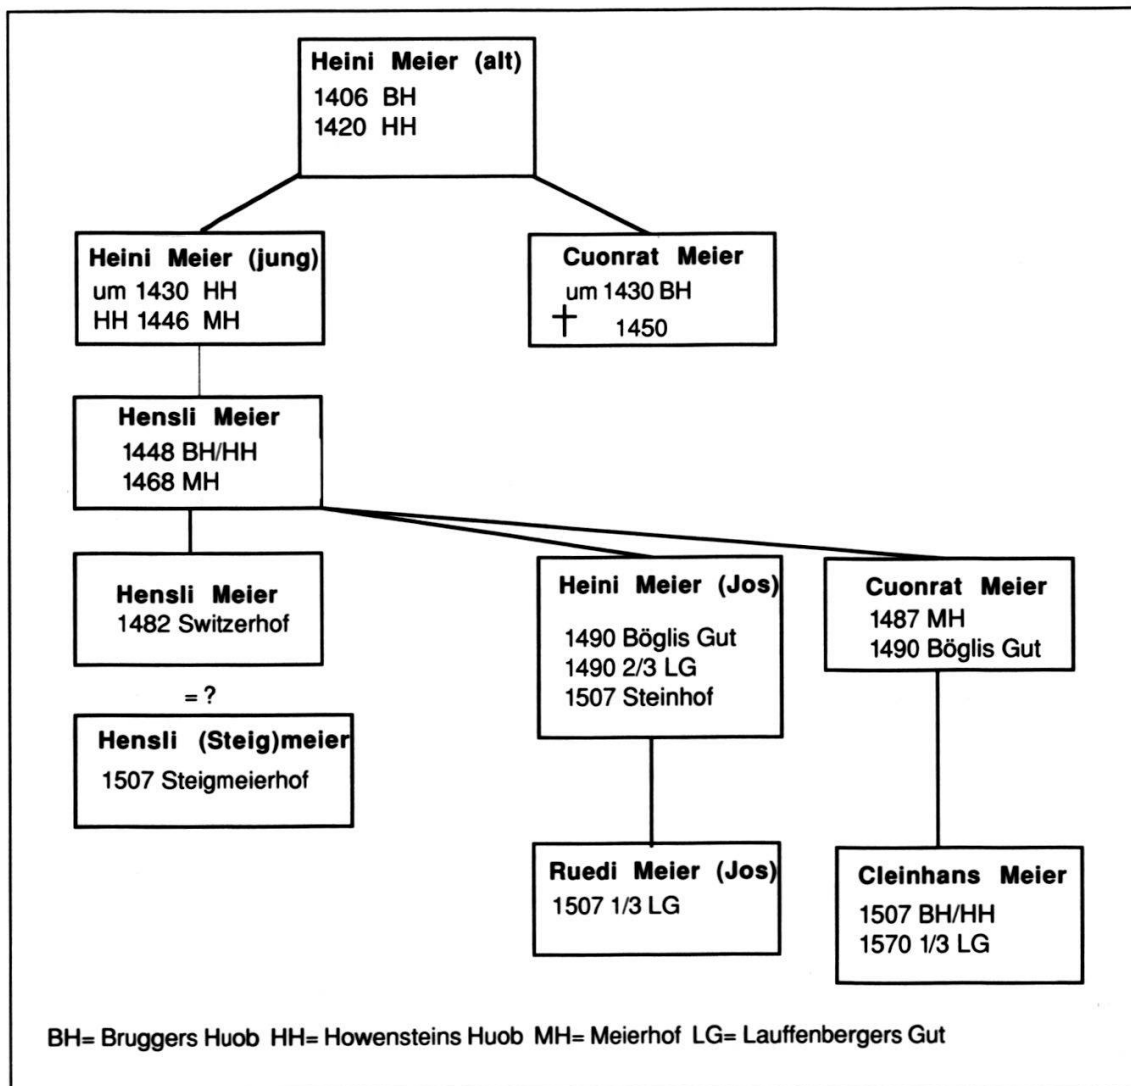 Heini Meier (alt)
1406 BH
1420 HH
Heini Meier (jung)
um 1430 HH
HH 1446 MH
Cuonrat Meier
um 1430 BH
† 1450
Hensli Meier
1448 BH/HH
1468 MH
Hensli Meier
1482 Switzerhof
Heini Meier (Jos)
1490 Böglis Gut
1490 2/3 LG
1507 Steinhof
Cuonrat Meier
1487 MH
1490 Böglis Gut
= ?
Hensli (Steig)meier
1507 Steigmeierhof
Ruedi Meier (Jos)
1507 1/3 LG
Cleinhans Meier
1507 BH/HH
1570 1/3 LG
BH= Bruggers Huob HH= Howensteins Huob MH= Meierhof LG= Lauffenbergers Gut